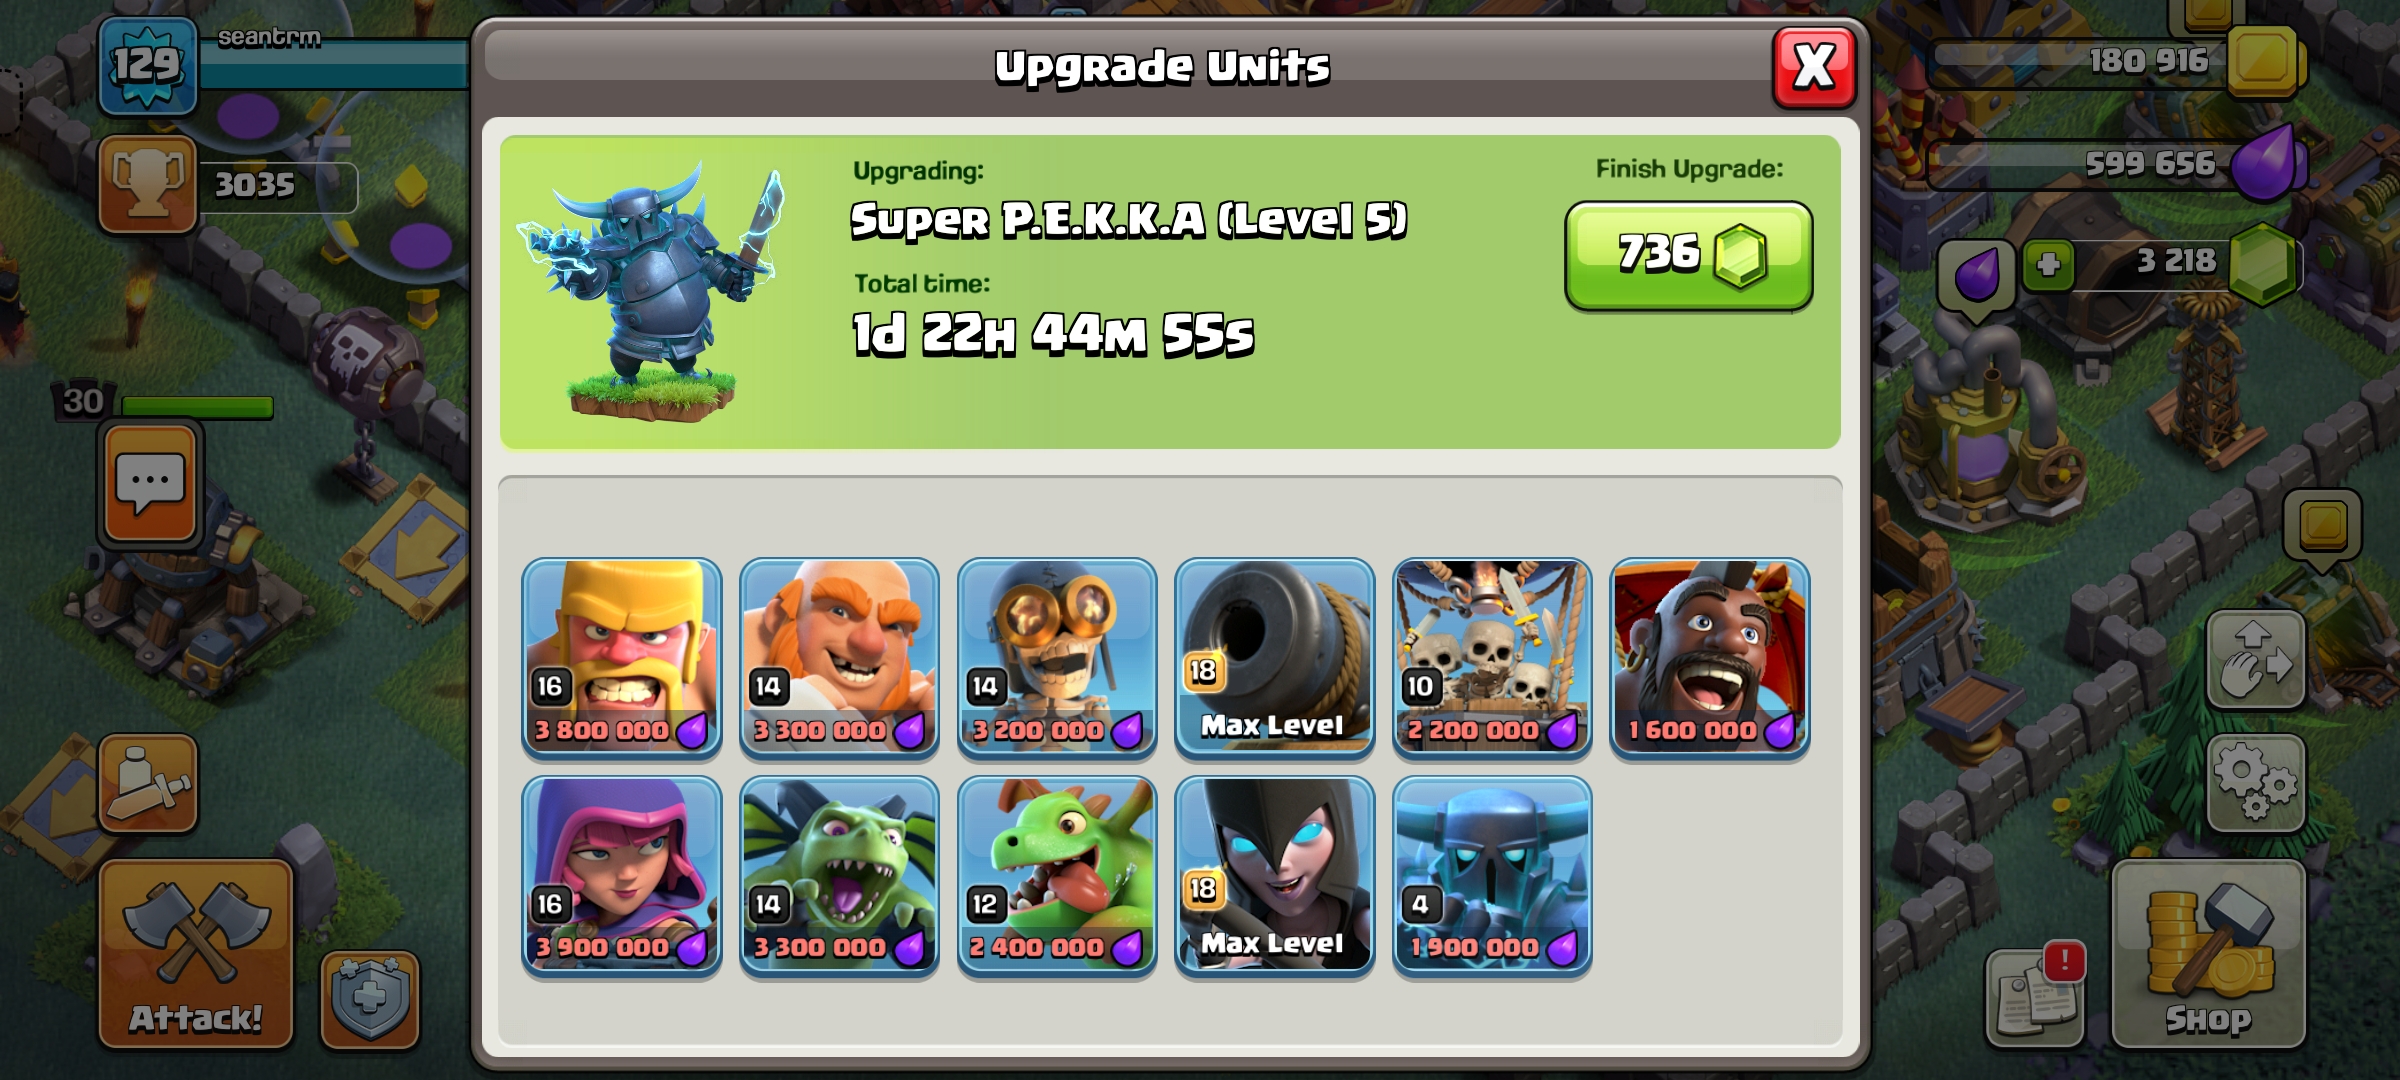 129
seantrm
3035
30
Attack!
Upgrade Units
X
Upgrading:
Super P.E.K.K.A (Level 5)
Total time:
1d 22H 44M 55s
Finish Upgrade:
736
16
3 800 000
14
3 300 000
14
3 200 000
18
Max Level
10
2 200 000
1 600 000
16
3 900 000
14
3 300 000
12
2 400 000
18
Max Level
4
1 900 000
180 916
599 656
3 218
!
Shop